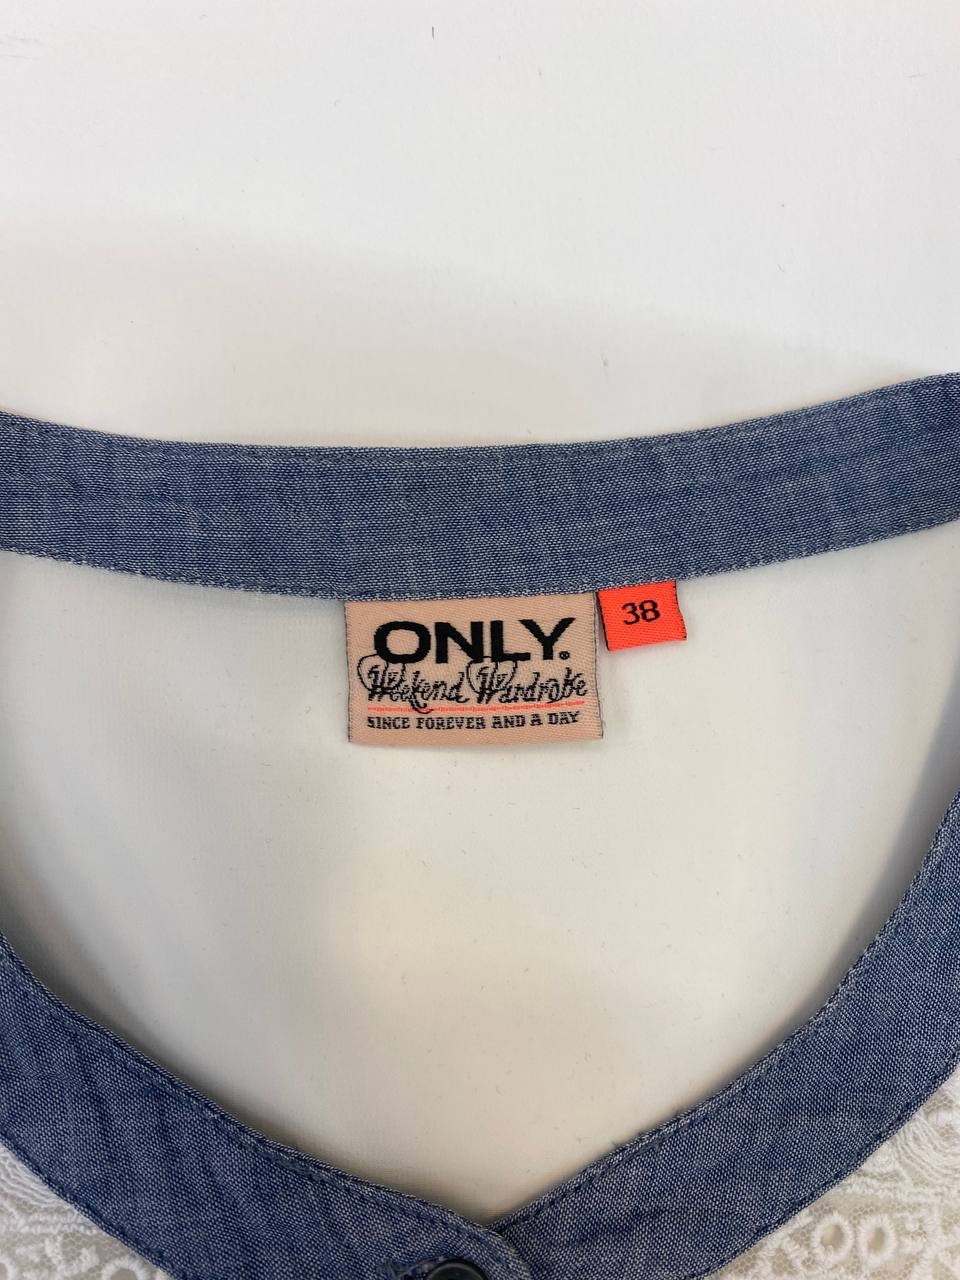 ONLY.
Weekend Wardrobe
SINCE FOREVER AND A DAY
38